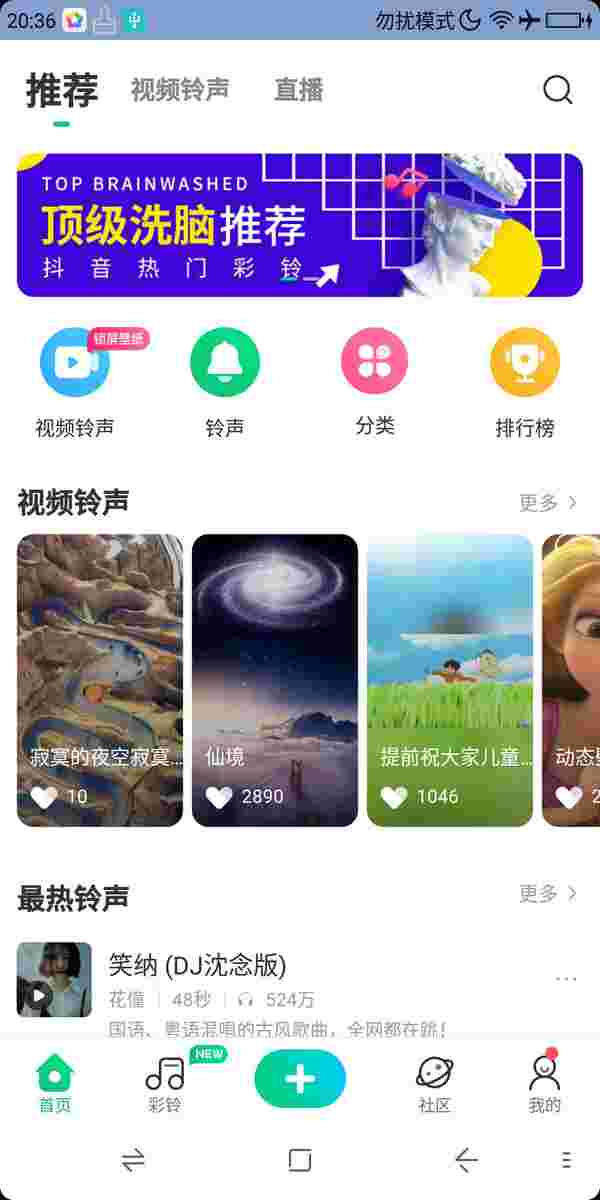 20:36 勿扰模式
推荐 视频铃声 直播
TOP BRAINWASHED
顶级洗脑推荐
抖音热门彩铃
锁屏壁纸
视频铃声 铃声 分类 排行榜
视频铃声 更多
寂寞的夜空寂寞... 仙境 提前祝大家儿童... 动态
10 2890 1046 2
最热铃声 更多
笑纳 (DJ沈念版)
花僮 48秒 524万
国语、粤语混唱的古风歌曲，全网都在跳！
NEW
首页 彩铃 社区 我的